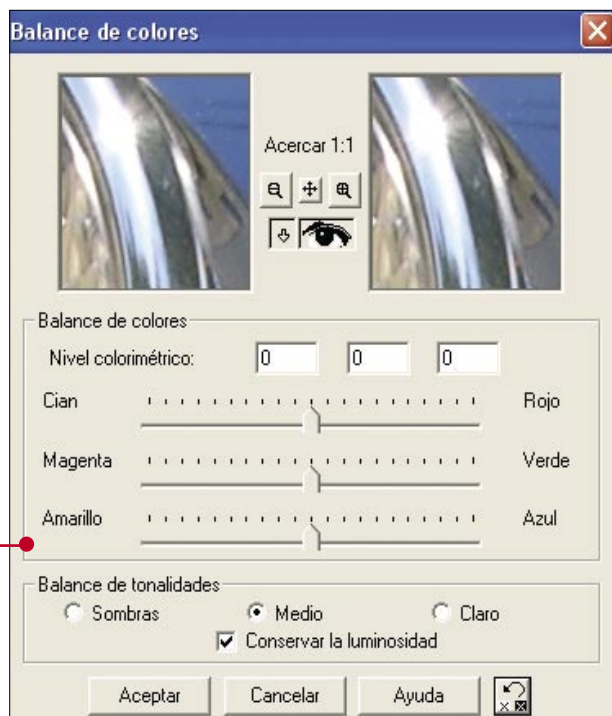 Balance de colores
Acercar 1:1
Balance de colores
Nivel colorimétrico: 0 0 0
Cian Rojo
Magenta Verde
Amarillo Azul
Balance de tonalidades
Sombras Medio Claro
Conservar la luminosidad
Aceptar Cancelar Ayuda